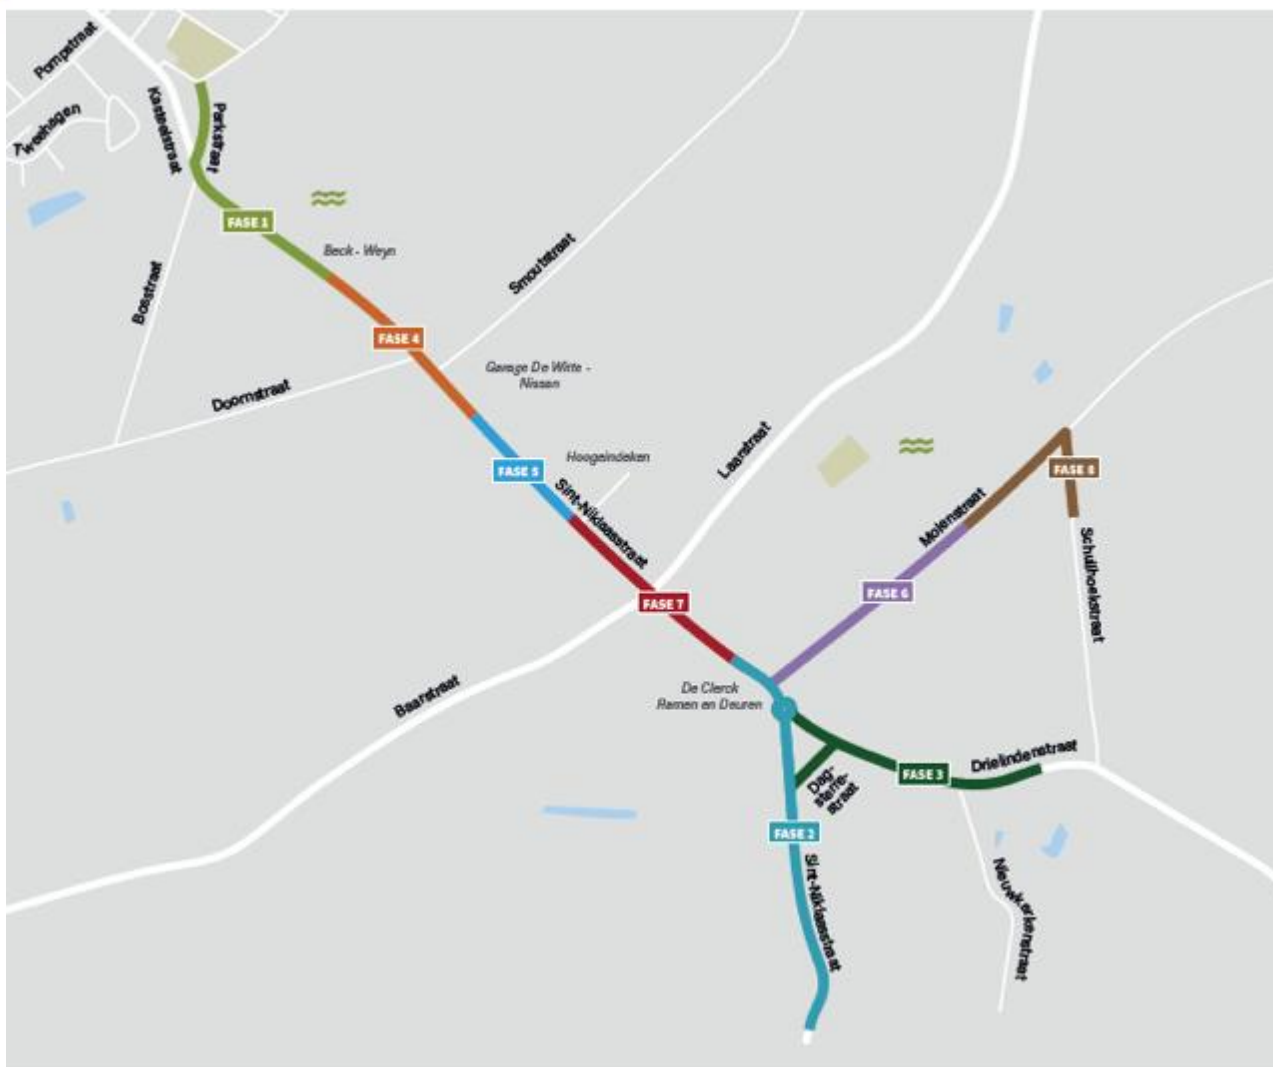 Pompstraat
Tweehagen
Kasteelstraat
Parkstraat
FASE 1
Beck - Weyn
Smoutstraat
Bosstraat
FASE 4
Garage De Witte -
Nissan
Doornstraat
Hoogeindeken
FASE 5
Sint-Niklaasstraat
Laarstraat
FASE 8
Molenstraat
Schuilhoekstraat
FASE 6
FASE 7
Baarstraat
De Clerck
Ramen en Deuren
Drielindenstraat
FASE 3
Dag-
sterre-
straat
FASE 2
Sint-Niklaasstraat
Nieuwkerkenstraat